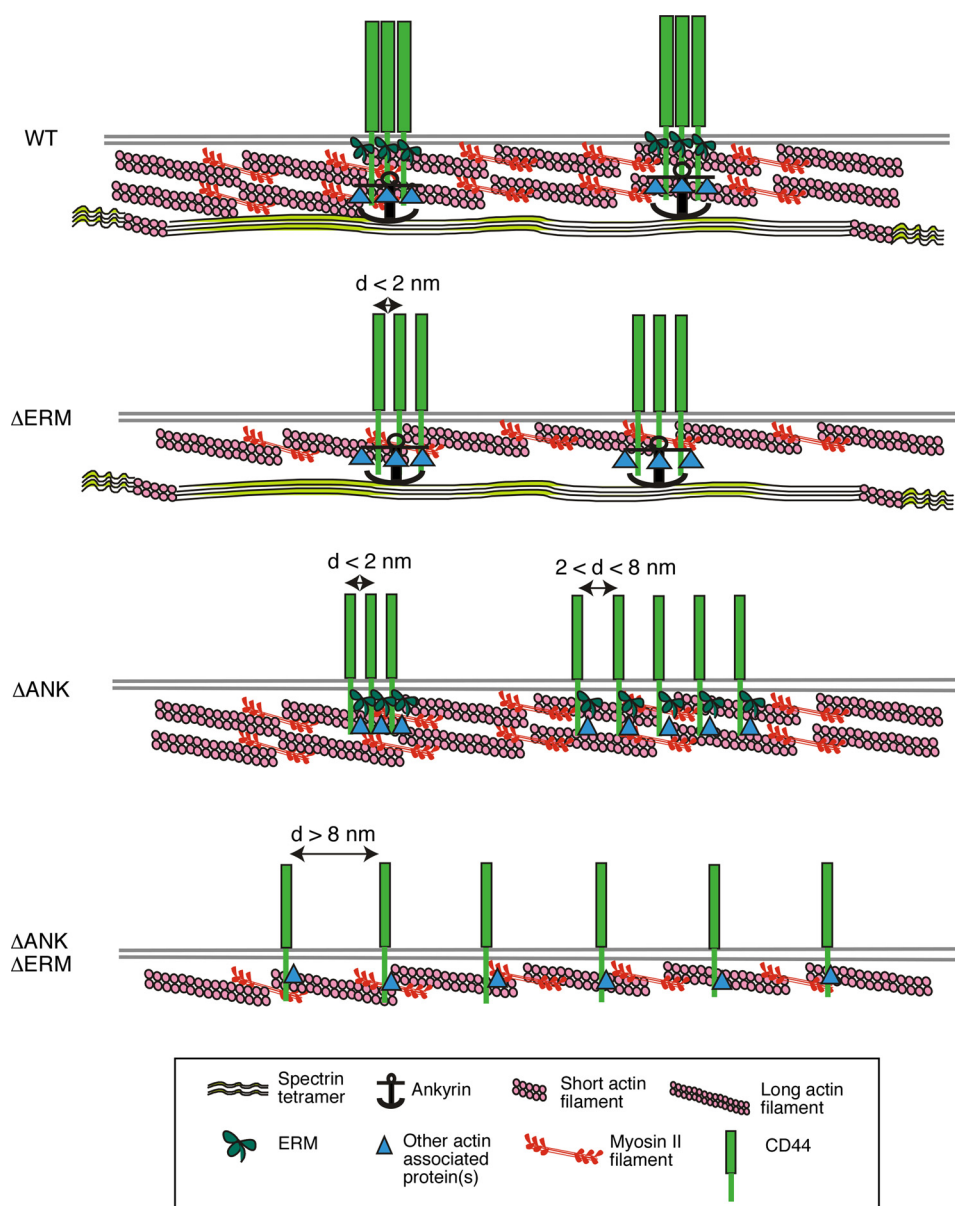 WT
d < 2 nm
ΔERM
d < 2 nm
2 < d < 8 nm
ΔANK
d > 8 nm
ΔANK
ΔERM
Spectrin
tetramer
Ankyrin
Short actin
filament
Long actin
filament
ERM
Other actin
associated
protein(s)
Myosin II
filament
CD44